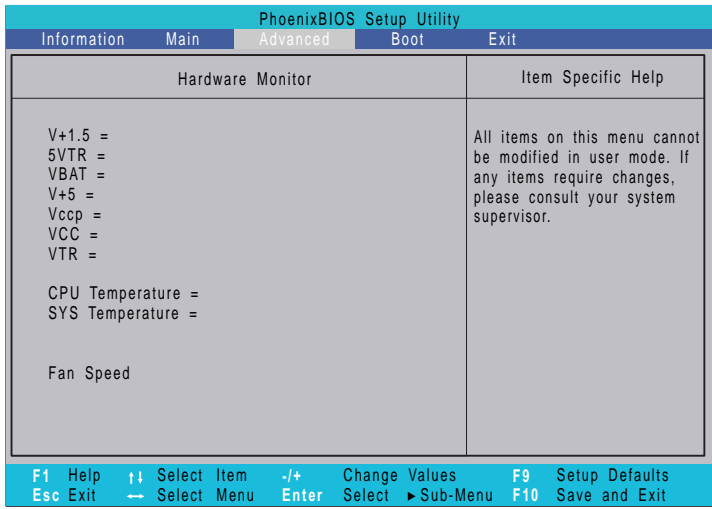 PhoenixBIOS Setup Utility
Information Main Advanced Boot Exit
Hardware Monitor
Item Specific Help
V+1.5 =
5VTR =
VBAT =
V+5 =
Vccp =
VCC =
VTR =
CPU Temperature =
SYS Temperature =
Fan Speed
All items on this menu cannot
be modified in user mode. If
any items require changes,
please consult your system
supervisor.
F1 Help ↑↓ Select Item -/+ Change Values F9 Setup Defaults
Esc Exit ↔ Select Menu Enter Select ►Sub-Menu F10 Save and Exit